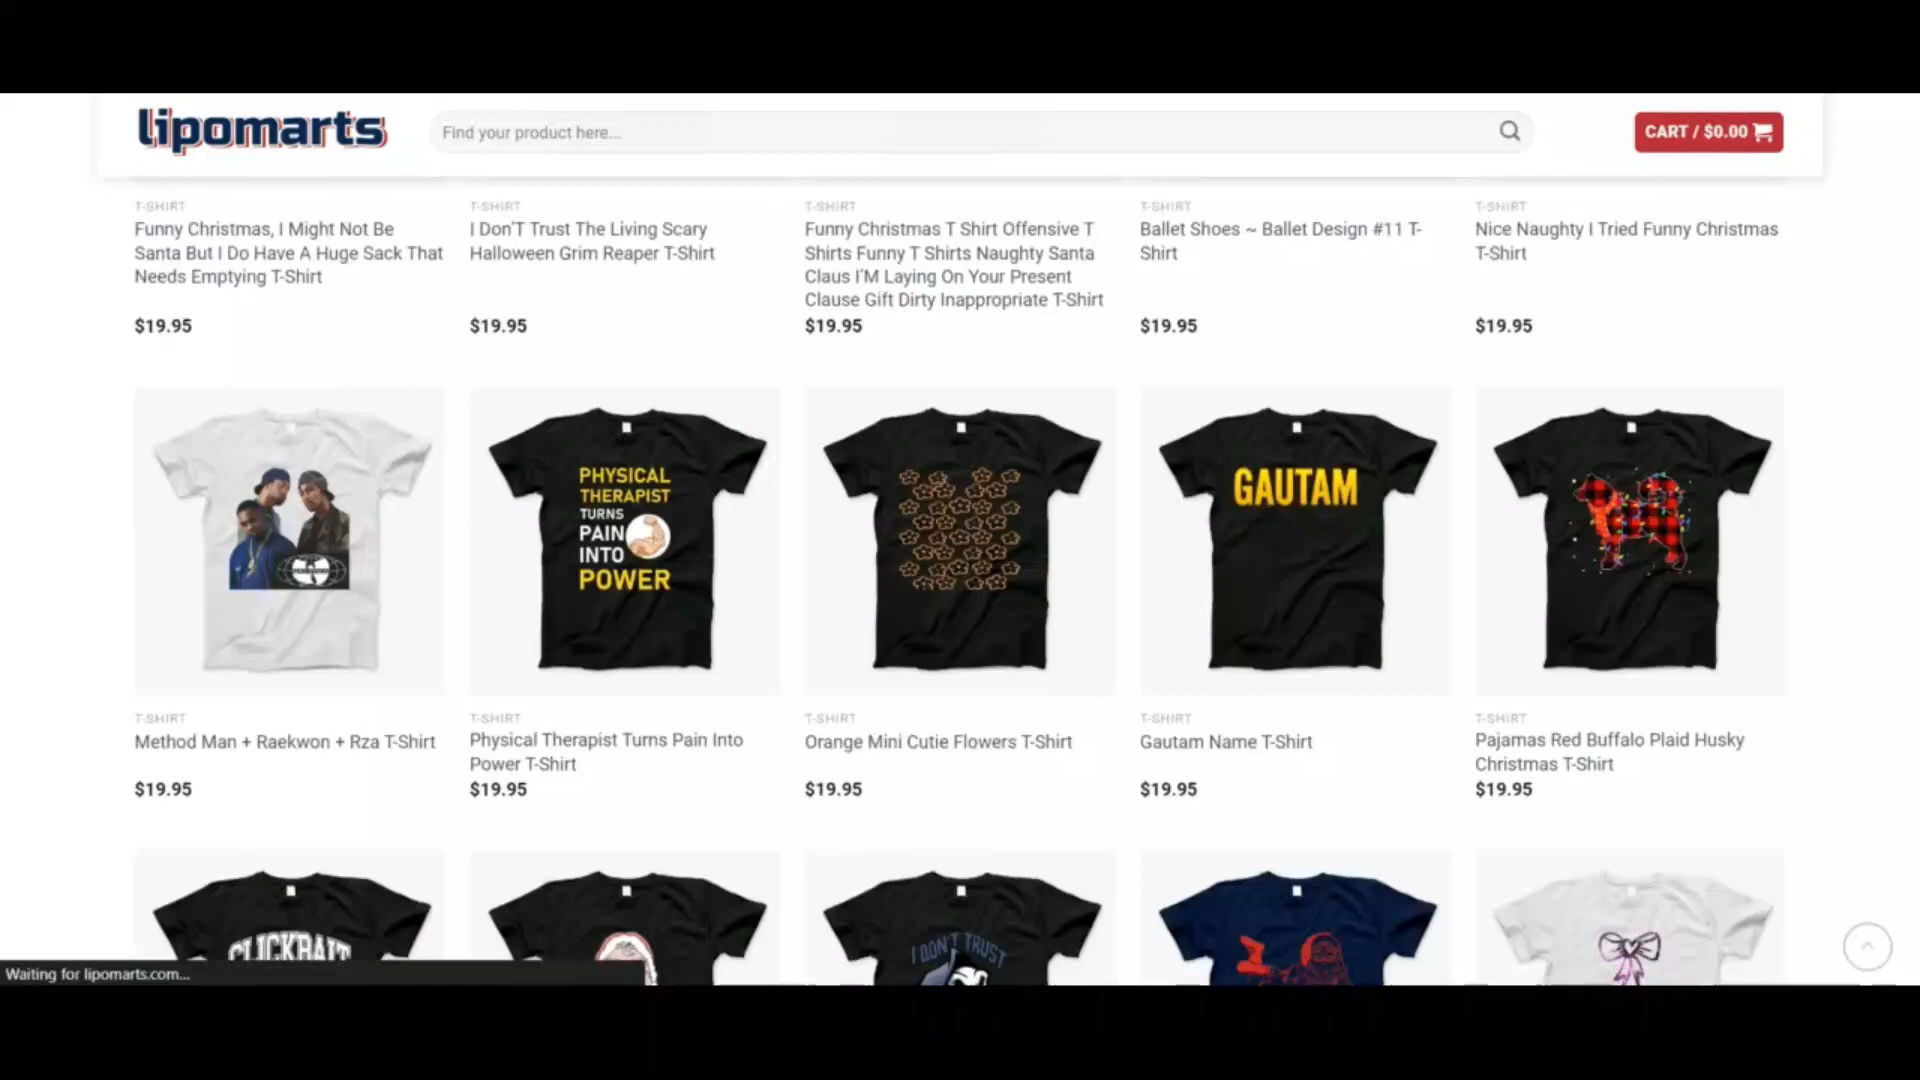 lipomarts
Find your product here...
CART / $0.00
T-SHIRT
Funny Christmas, I Might Not Be
Santa But I Do Have A Huge Sack That
Needs Emptying T-Shirt
$19.95
T-SHIRT
I Don'T Trust The Living Scary
Halloween Grim Reaper T-Shirt
$19.95
T-SHIRT
Funny Christmas T Shirt Offensive T
Shirts Funny T Shirts Naughty Santa
Claus I'M Laying On Your Present
Clause Gift Dirty Inappropriate T-Shirt
$19.95
T-SHIRT
Ballet Shoes ~ Ballet Design #11 T-
Shirt
$19.95
T-SHIRT
Nice Naughty I Tried Funny Christmas
T-Shirt
$19.95
PHYSICAL
THERAPIST
TURNS
PAIN
INTO
POWER
GAUTAM
T-SHIRT
Method Man + Raekwon + Rza T-Shirt
$19.95
T-SHIRT
Physical Therapist Turns Pain Into
Power T-Shirt
$19.95
T-SHIRT
Orange Mini Cutie Flowers T-Shirt
$19.95
T-SHIRT
Gautam Name T-Shirt
$19.95
T-SHIRT
Pajamas Red Buffalo Plaid Husky
Christmas T-Shirt
$19.95
CLICKBAIT
I DON'T TRUST
Waiting for lipomarts.com...